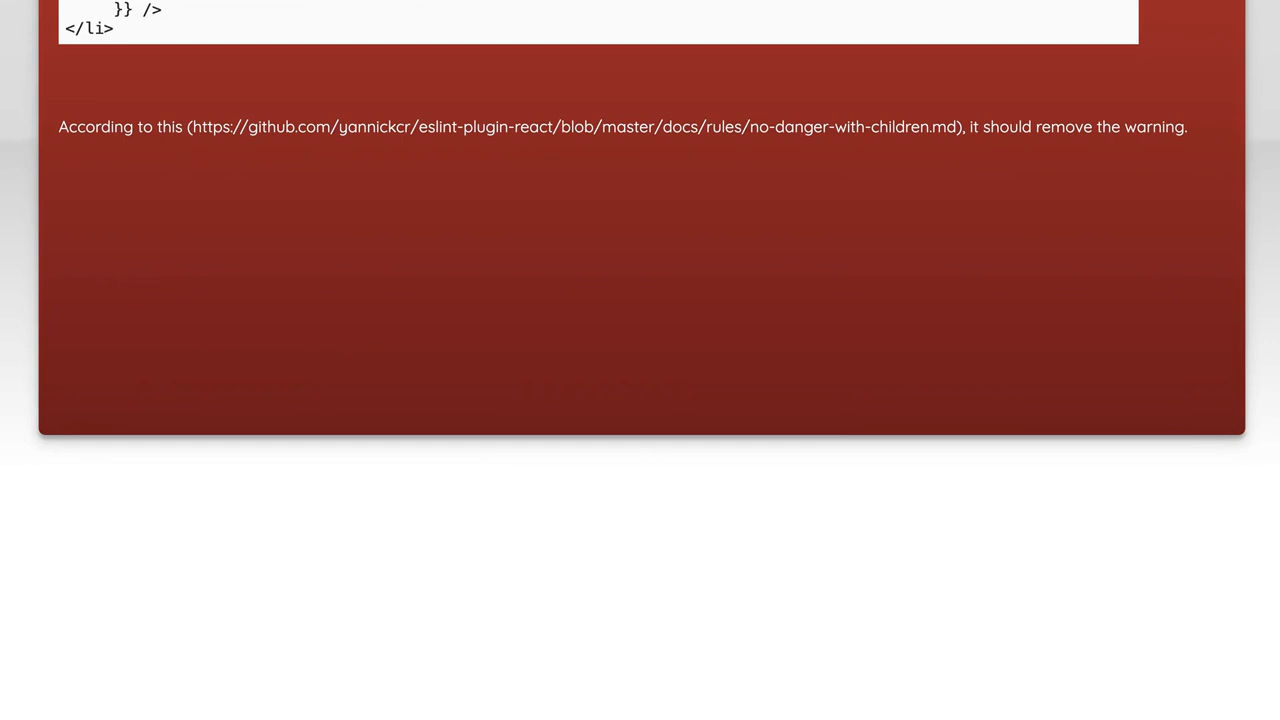 }} />
</li>
According to this (https://github.com/yannickcr/eslint-plugin-react/blob/master/docs/rules/no-danger-with-children.md), it should remove the warning.